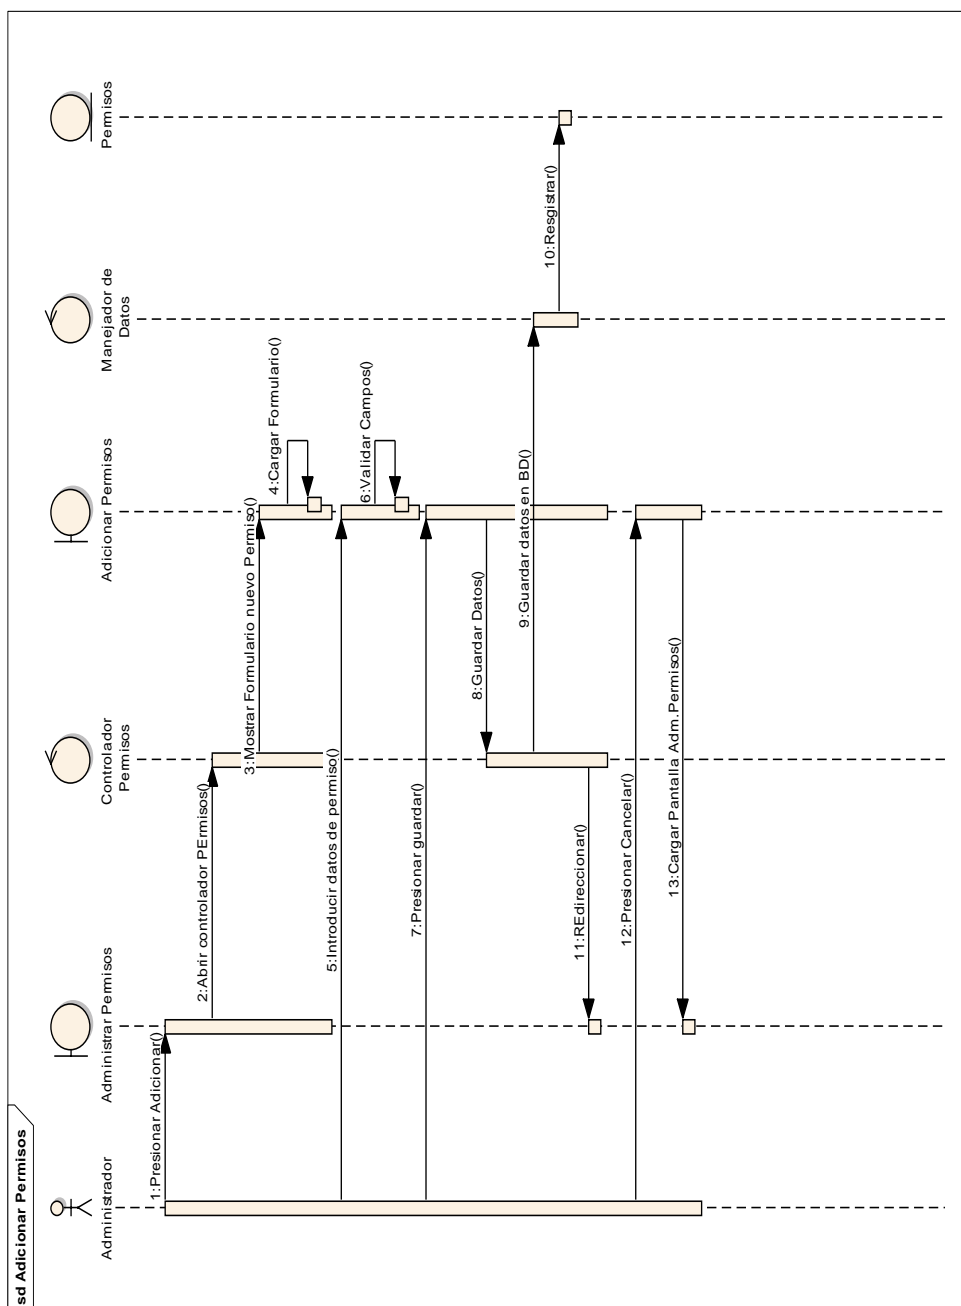 sd Adicionar Permisos
Administrador
Administrar Permisos
Controlador
Permisos
Adicionar Permisos
Manejador de
Datos
Permisos
1:Presionar Adicionar()
2:Abrir controlador PErmisos()
3:Mostrar Formulario nuevo Permiso()
4:Cargar Formulario()
5:Introducir datos de permiso()
6:Validar Campos()
7:Presionar guardar()
8:Guardar Datos()
9:Guardar datos en BD()
10:Resgistrar()
11:REdireccionar()
12:Presionar Cancelar()
13:Cargar Pantalla Adm.Permisos()